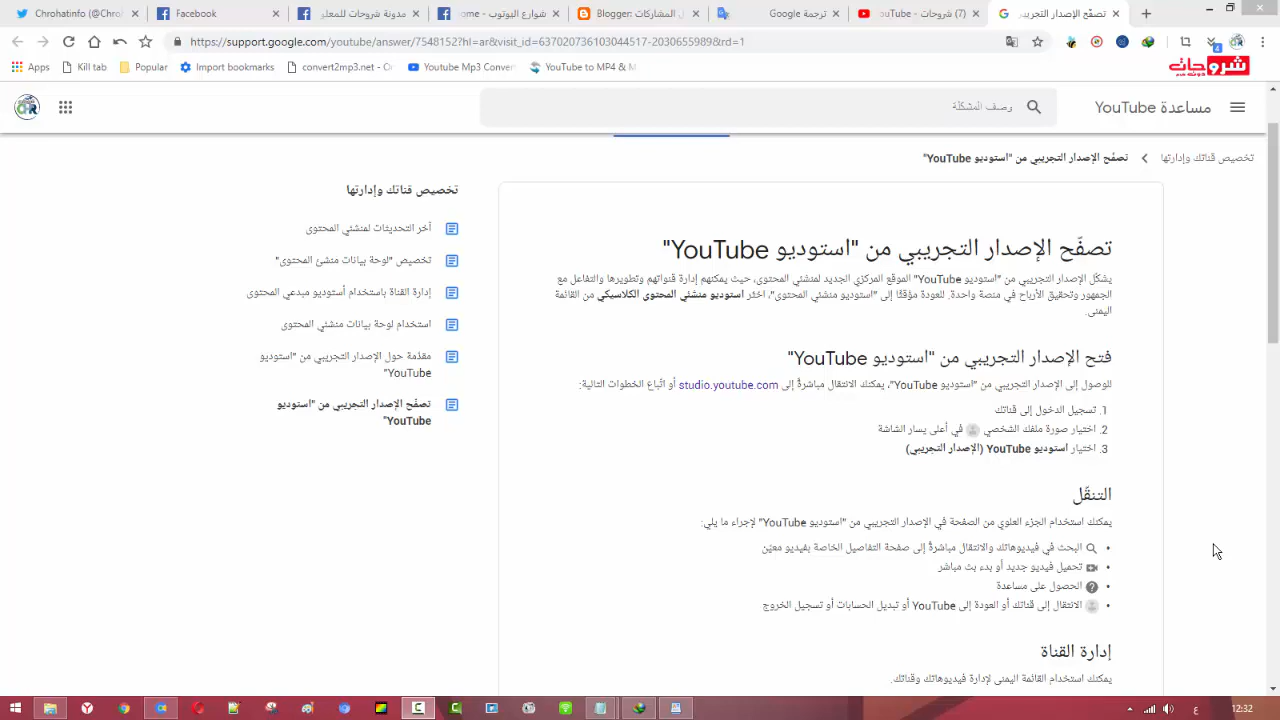 Chrohatinfo (@Chro
Facebook
مدونة شروحات للمعلي
شوارع اليوتوب - ome
Blogger: المشاركات
ترجمة Google
(7) شروحات - YouTube
تصفّح الإصدار التجريبي
https://support.google.com/youtube/answer/7548152?hl=ar&visit_id=637020736103044517-2030655989&rd=1
Apps
Kill tab
Popular
Import bookmarks
convert2mp3.net - On
Youtube Mp3 Conve
YouTube to MP4 & M
شروحات
مساعدة YouTube
وصف المشكلة
تخصيص قناتك وإدارتها
تصفّح الإصدار التجريبي من "استوديو YouTube"
تصفّح الإصدار التجريبي من "استوديو YouTube"
يشكّل الإصدار التجريبي من "استوديو YouTube" الموقع المركزي الجديد لمنشئي المحتوى، حيث يمكنهم إدارة قنواتهم وتطويرها والتفاعل مع
الجمهور وتحقيق الأرباح في منصة واحدة. للعودة مؤقتًا إلى "استوديو منشئي المحتوى"، اختَر استوديو منشئي المحتوى الكلاسيكي من القائمة
اليمنى.
فتح الإصدار التجريبي من "استوديو YouTube"
للوصول إلى الإصدار التجريبي من "استوديو YouTube"، يمكنك الانتقال مباشرةً إلى studio.youtube.com أو اتّباع الخطوات التالية:
1. تسجيل الدخول إلى قناتك
2. اختيار صورة ملفك الشخصي في أعلى يسار الشاشة
3. اختيار استوديو YouTube (الإصدار التجريبي)
التنقّل
يمكنك استخدام الجزء العلوي من الصفحة في الإصدار التجريبي من "استوديو YouTube" لإجراء ما يلي:
• البحث في فيديوهاتك والانتقال مباشرةً إلى صفحة التفاصيل الخاصة بفيديو معيّن
• تحميل فيديو جديد أو بدء بث مباشر
• الحصول على مساعدة
• الانتقال إلى قناتك أو العودة إلى YouTube أو تبديل الحسابات أو تسجيل الخروج
إدارة القناة
يمكنك استخدام القائمة اليمنى لإدارة فيديوهاتك وقناتك.
تخصيص قناتك وإدارتها
آخر التحديثات لمنشئي المحتوى
تخصيص "لوحة بيانات منشئ المحتوى"
إدارة القناة باستخدام أستوديو مبدعي المحتوى
استخدام لوحة بيانات منشئي المحتوى
مقدّمة حول الإصدار التجريبي من "استوديو
YouTube"
تصفّح الإصدار التجريبي من "استوديو
YouTube"
4
ع
12:32